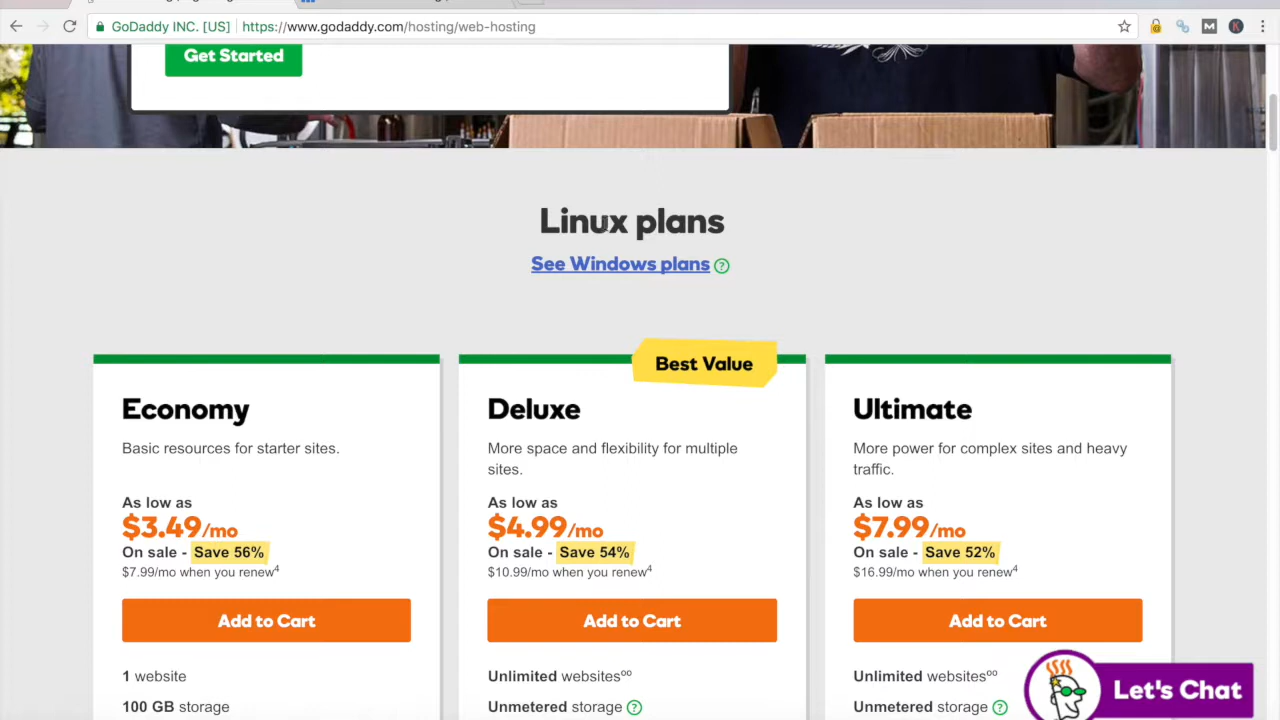 GoDaddy INC. [US] https://www.godaddy.com/hosting/web-hosting
Get Started
Linux plans
See Windows plans ?
Best Value
Economy
Basic resources for starter sites.
As low as
$3.49/mo
On sale - Save 56%
$7.99/mo when you renew4
Add to Cart
1 website
100 GB storage
Deluxe
More space and flexibility for multiple
sites.
As low as
$4.99/mo
On sale - Save 54%
$10.99/mo when you renew4
Add to Cart
Unlimited websitesoo
Unmetered storage ?
Ultimate
More power for complex sites and heavy
traffic.
As low as
$7.99/mo
On sale - Save 52%
$16.99/mo when you renew4
Add to Cart
Unlimited websitesoo
Unmetered storage ?
Let's Chat